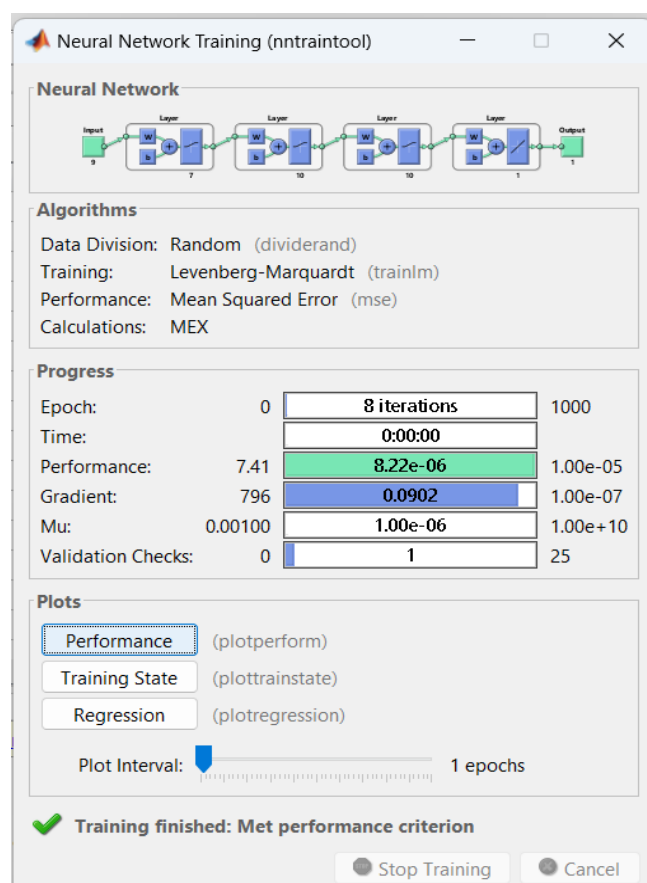 Neural Network Training (nntraintool)
Neural Network
Layer Layer Layer Layer
Input Output
W W W W
b b b b
9 7 10 10 1 1
Algorithms
Data Division: Random (dividerand)
Training: Levenberg-Marquardt (trainlm)
Performance: Mean Squared Error (mse)
Calculations: MEX
Progress
Epoch: 0 8 iterations 1000
Time: 0:00:00
Performance: 7.41 8.22e-06 1.00e-05
Gradient: 796 0.0902 1.00e-07
Mu: 0.00100 1.00e-06 1.00e+10
Validation Checks: 0 1 25
Plots
Performance (plotperform)
Training State (plottrainstate)
Regression (plotregression)
Plot Interval: 1 epochs
Training finished: Met performance criterion
Stop Training Cancel